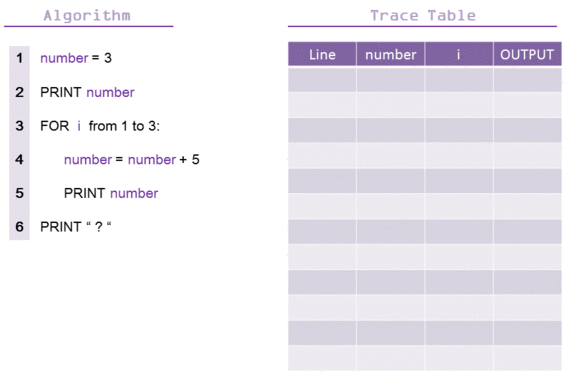 Algorithm
1 number = 3
2 PRINT number
3 FOR i from 1 to 3:
4 number = number + 5
5 PRINT number
6 PRINT “ ? “
Trace Table
Line number i OUTPUT